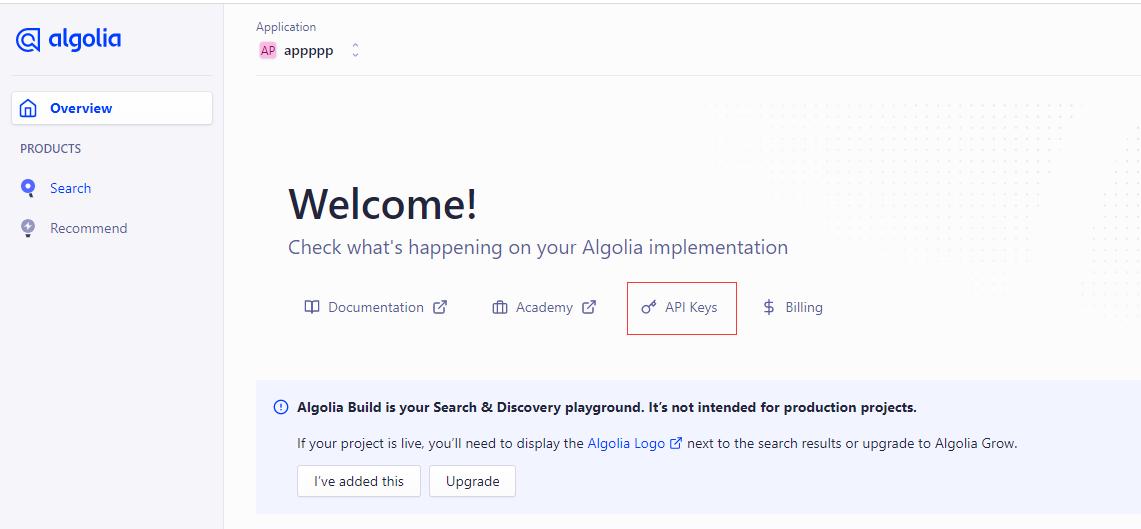 algolia
Application
AP appppp
Overview
PRODUCTS
Search
Recommend
Welcome!
Check what's happening on your Algolia implementation
Documentation
Academy
API Keys
Billing
Algolia Build is your Search & Discovery playground. It’s not intended for production projects.
If your project is live, you’ll need to display the Algolia Logo next to the search results or upgrade to Algolia Grow.
I’ve added this
Upgrade